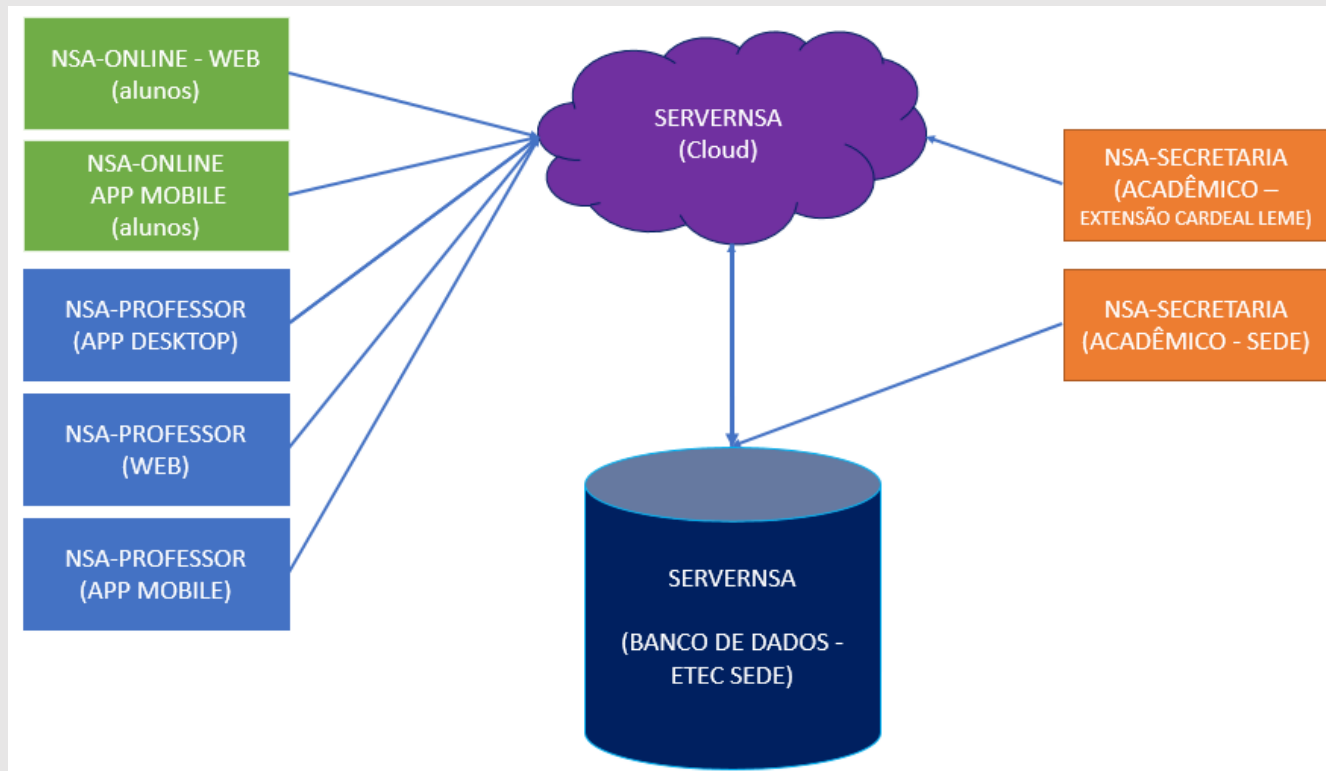 NSA-ONLINE - WEB
(alunos)
NSA-ONLINE
APP MOBILE
(alunos)
NSA-PROFESSOR
(APP DESKTOP)
NSA-PROFESSOR
(WEB)
NSA-PROFESSOR
(APP MOBILE)
SERVERNSA
(Cloud)
SERVERNSA
(BANCO DE DADOS -
ETEC SEDE)
NSA-SECRETARIA
(ACADÊMICO –
EXTENSÃO CARDEAL LEME)
NSA-SECRETARIA
(ACADÊMICO - SEDE)